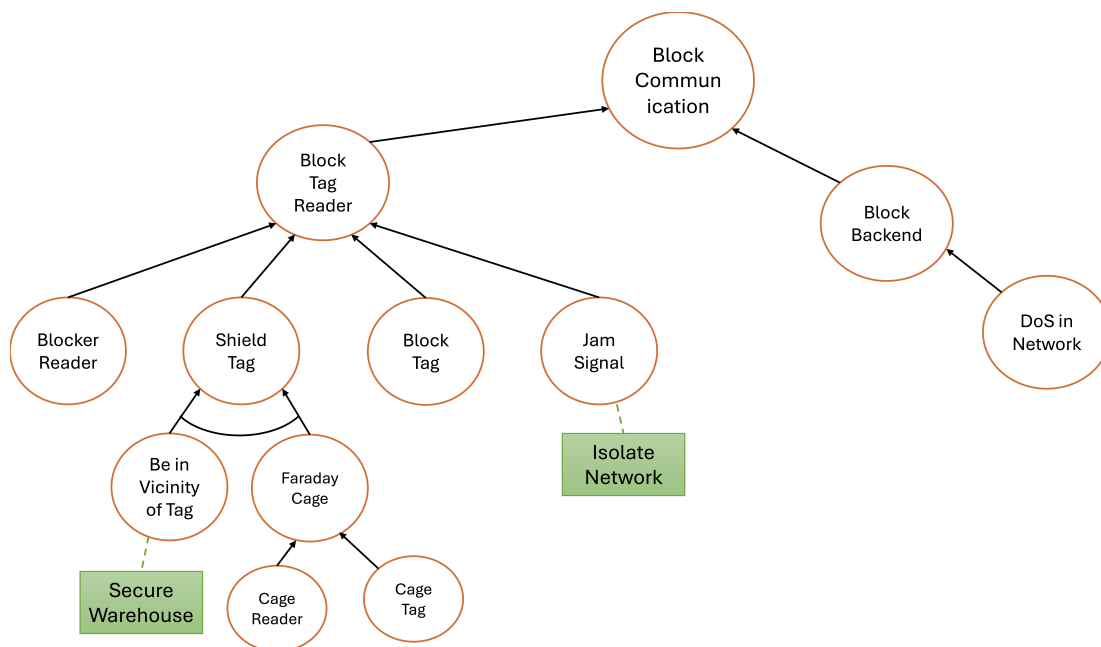 Block
Commun
ication
Block
Tag
Reader
Block
Backend
Blocker
Reader
Shield
Tag
Block
Tag
Jam
Signal
DoS in
Network
Be in
Vicinity
of Tag
Faraday
Cage
Isolate
Network
Secure
Warehouse
Cage
Reader
Cage
Tag